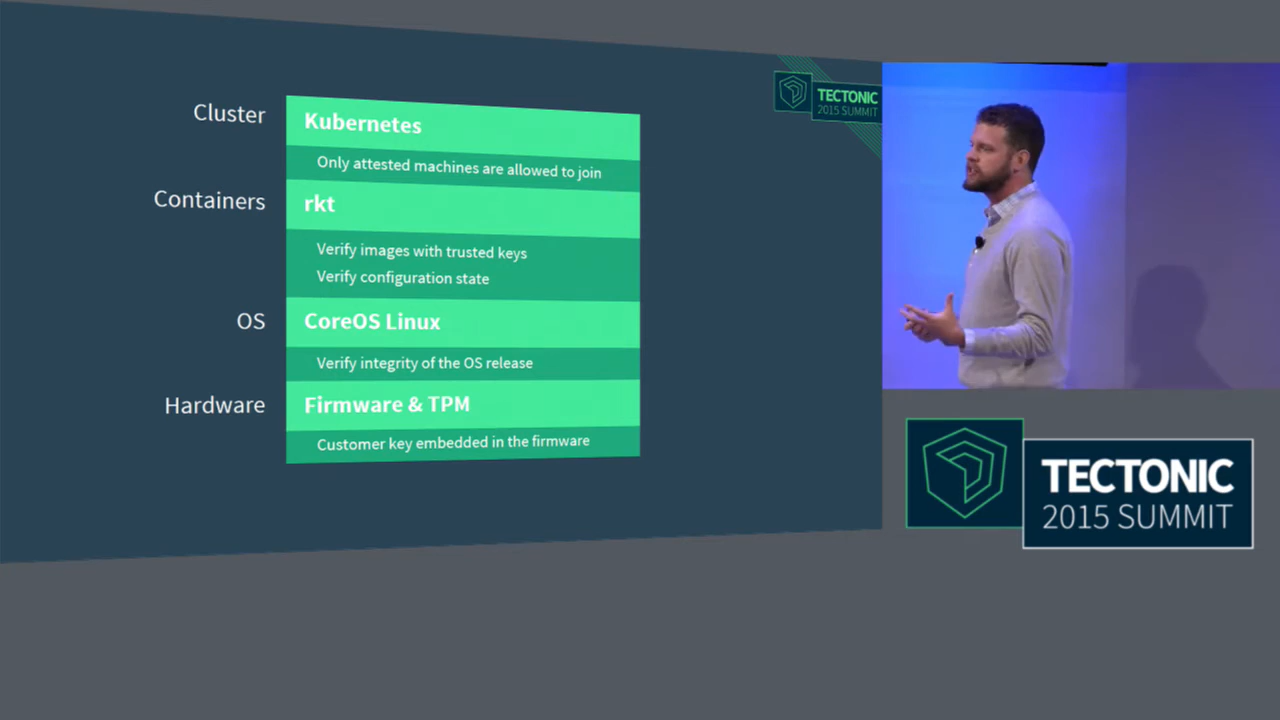 TECTONIC
2015 SUMMIT
Cluster
Kubernetes
Only attested machines are allowed to join
Containers
rkt
Verify images with trusted keys
Verify configuration state
OS
CoreOS Linux
Verify integrity of the OS release
Hardware
Firmware & TPM
Customer key embedded in the firmware
TECTONIC
2015 SUMMIT